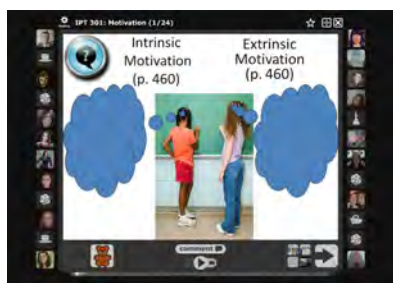 IPT 301: Motivation (1/24)
Intrinsic
Motivation
(p. 460)
Extrinsic
Motivation
(p. 460)
comment